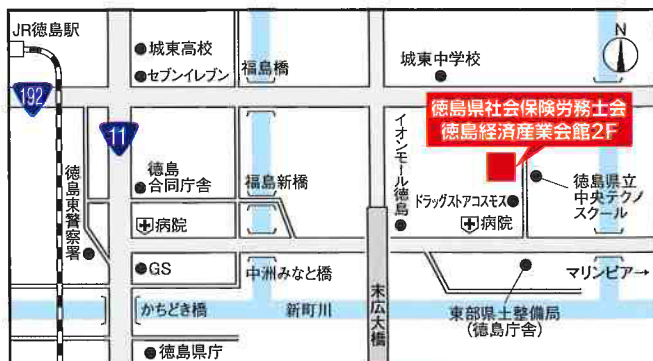 JR徳島駅
城東高校
セブンイレブン
福島橋
城東中学校
N
192
11
徳島県社会保険労務士会
徳島経済産業会館2F
徳島
合同庁舎
福島新橋
イオンモール徳島
ドラッグストアコスモス
徳島県立
中央テクノ
スクール
徳島東警察署
病院
病院
GS
中洲みなと橋
マリンピア→
かちどき橋
新町川
末広大橋
東部県土整備局
(徳島庁舎)
徳島県庁